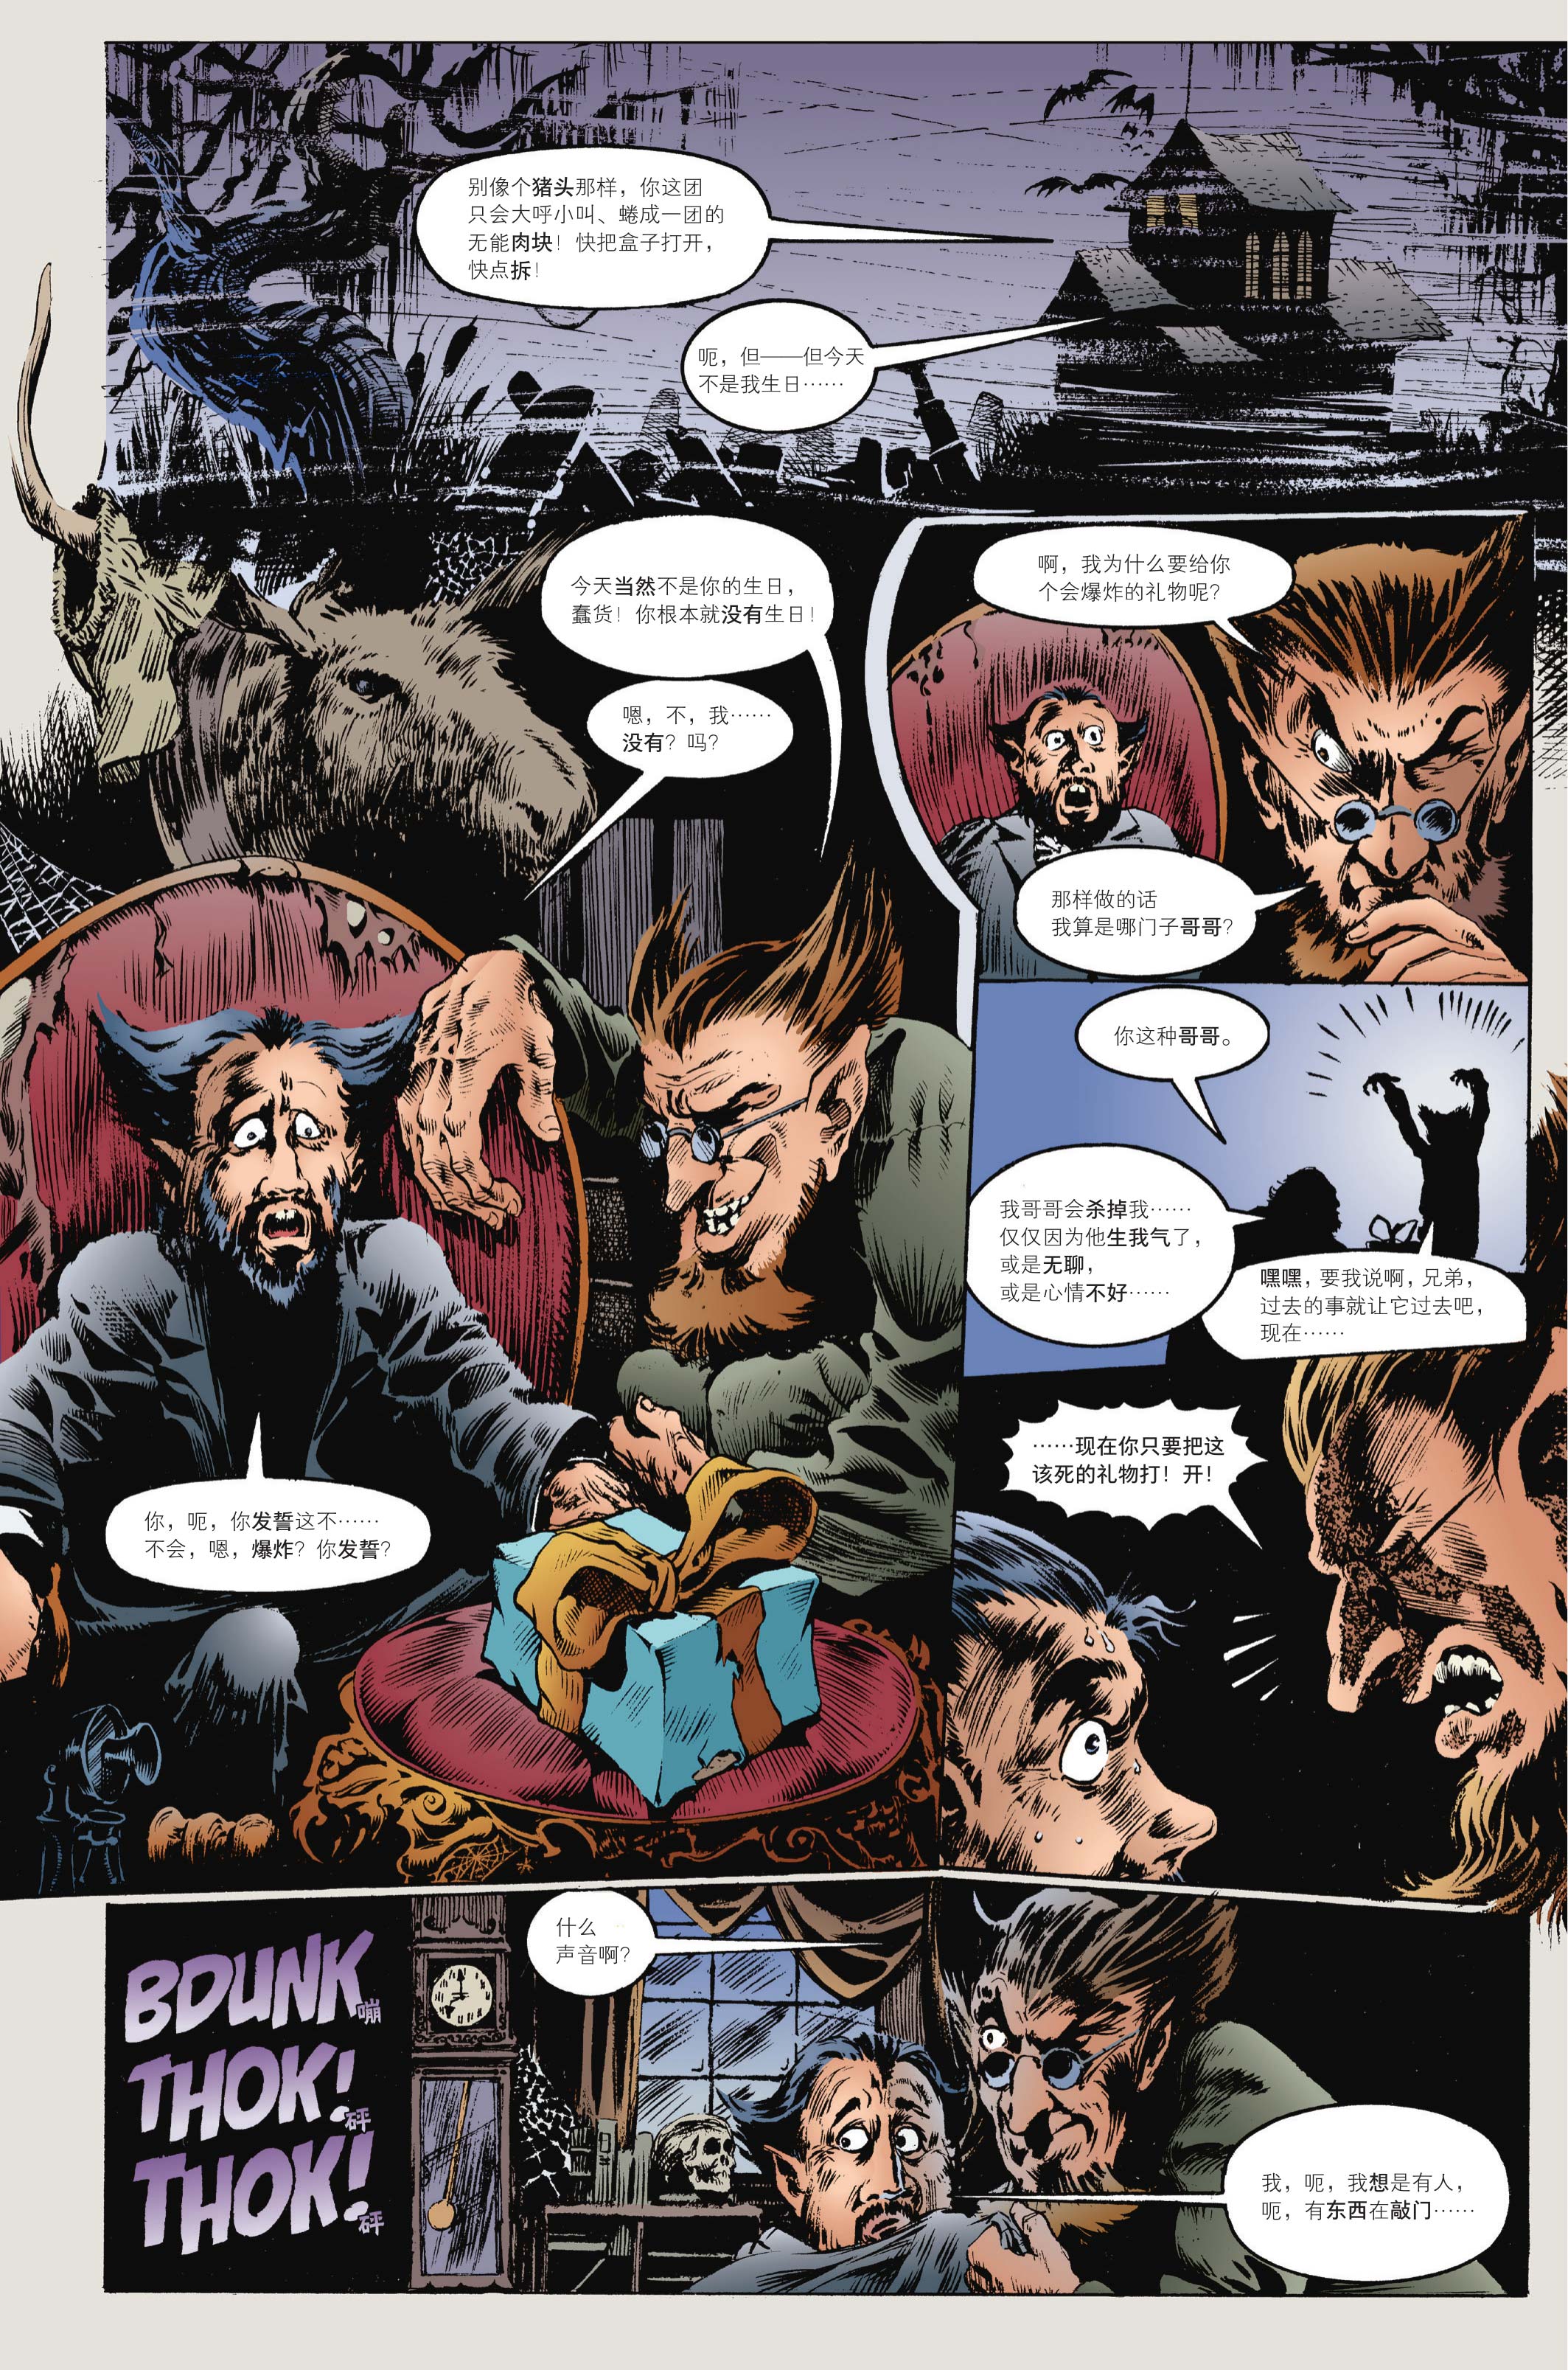 别像个猪头那样，你这团
只会大呼小叫、蜷成一团的
无能肉块！快把盒子打开，
快点拆！
呃，但——但今天
不是我生日……
今天当然不是你的生日，
蠢货！你根本就没有生日！
嗯，不，我……
没有？吗？
你，呃，你发誓这不……
不会，嗯，爆炸？你发誓？
啊，我为什么要给你
个会爆炸的礼物呢？
那样做的话
我算是哪门子哥哥？
你这种哥哥。
我哥哥会杀掉我……
仅仅因为他生我气了，
或是无聊，
或是心情不好……
嘿嘿，要我说啊，兄弟，
过去的事就让它过去吧，
现在……
……现在你只要把这
该死的礼物打！开！
BDUNK
嘣
THOK!
砰
THOK!
砰
什么
声音啊？
我，呃，我想是有人，
呃，有东西在敲门……